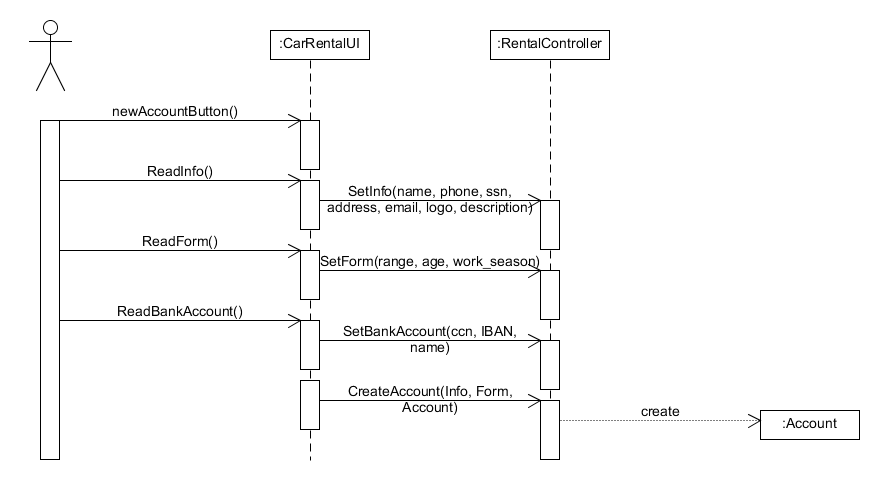 :CarRentalUI
:RentalController
newAccountButton()
ReadInfo()
SetInfo(name, phone, ssn,
address, email, logo, description)
ReadForm()
SetForm(range, age, work_season)
ReadBankAccount()
SetBankAccount(ccn, IBAN,
name)
CreateAccount(Info, Form,
Account)
create
:Account